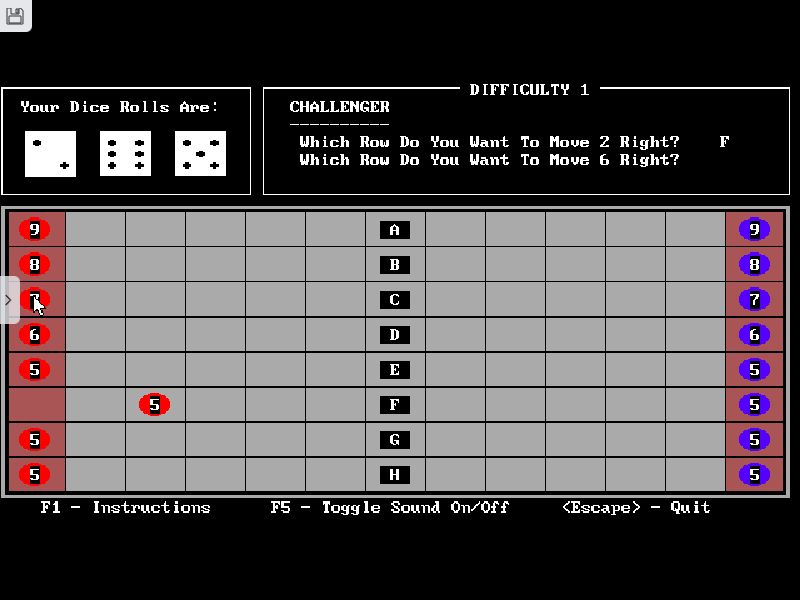 DIFFICULTY 1
Your Dice Rolls Are:
CHALLENGER
----------
Which Row Do You Want To Move 2 Right? F
Which Row Do You Want To Move 6 Right?
9 A 9
8 B 8
7 C 7
6 D 6
5 E 5
5 F 5
5 G 5
5 H 5
F1 - Instructions F5 - Toggle Sound On/Off <Escape> - Quit